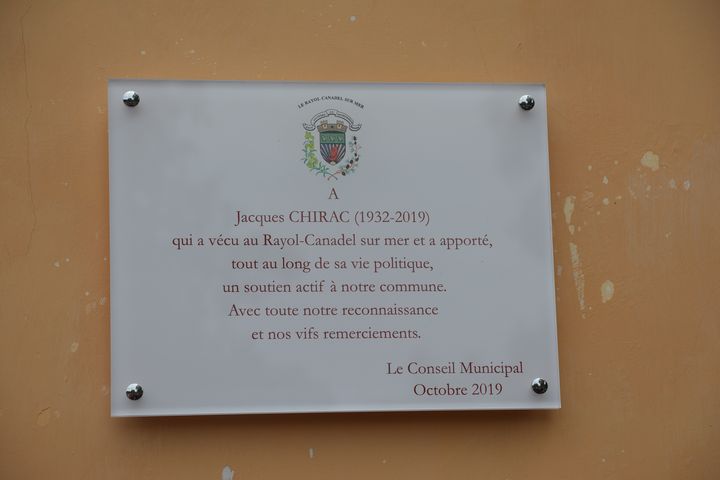 LE RAYOL CANADEL SUR MER
A
Jacques CHIRAC (1932-2019)
qui a vécu au Rayol-Canadel sur mer et a apporté,
tout au long de sa vie politique,
un soutien actif à notre commune.
Avec toute notre reconnaissance
et nos vifs remerciements.
Le Conseil Municipal
Octobre 2019